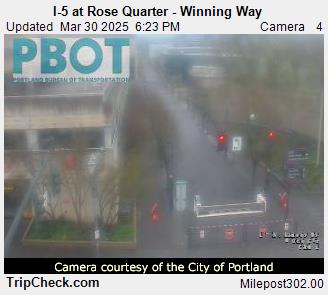 I-5 at Rose Quarter - Winning Way
Updated Mar 30 2025 6:23 PM Camera 4
PBOT
PORTLAND BUREAU OF TRANSPORTATION
Camera courtesy of the City of Portland
TripCheck.com Milepost302.00